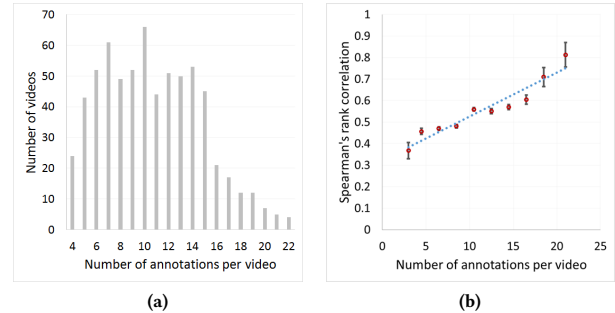 70
60
50
40
30
20
10
0
Number of videos
4 6 8 10 12 14 16 18 20 22
Number of annotations per video
(a)
1
0.9
0.8
0.7
0.6
0.5
0.4
0.3
0.2
0.1
0
Spearman's rank correlation
0 5 10 15 20 25
Number of annotations per video
(b)